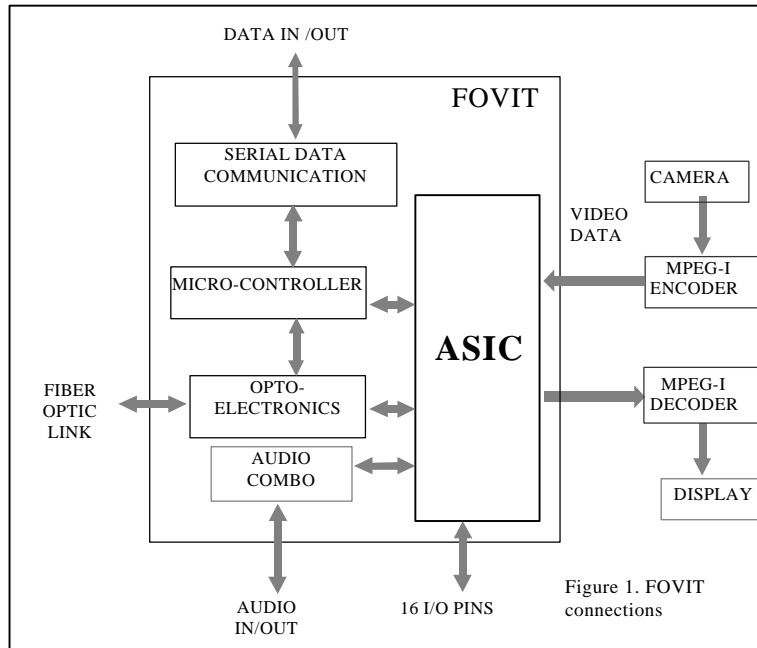 DATA IN /OUT
FOVIT
SERIAL DATA
COMMUNICATION
CAMERA
VIDEO
DATA
MICRO-CONTROLLER
MPEG-I
ENCODER
ASIC
FIBER
OPTIC
LINK
OPTO-
ELECTRONICS
MPEG-I
DECODER
AUDIO
COMBO
DISPLAY
AUDIO
IN/OUT
16 I/O PINS
Figure 1. FOVIT
connections